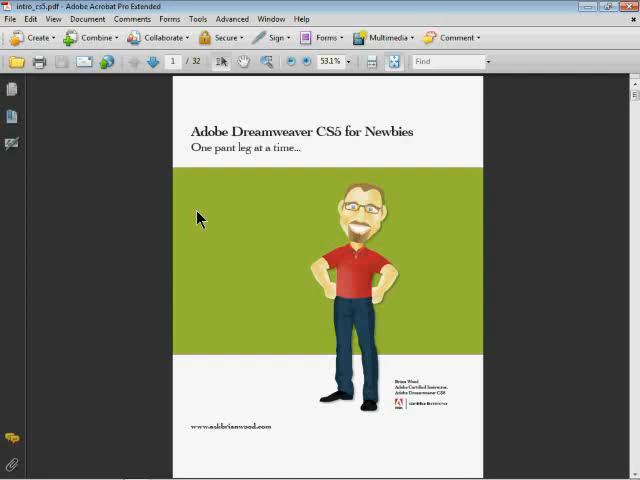 intro_cs5.pdf - Adobe Acrobat Pro Extended
File Edit View Document Comments Forms Tools Advanced Window Help
Create Combine Collaborate Secure Sign Forms Multimedia Comment
1 / 32 53.1% Find
Adobe Dreamweaver CS5 for Newbies
One pant leg at a time...
Brian Wood
Adobe Certified Instructor,
Adobe Dreamweaver CS5
www.askbrianwood.com